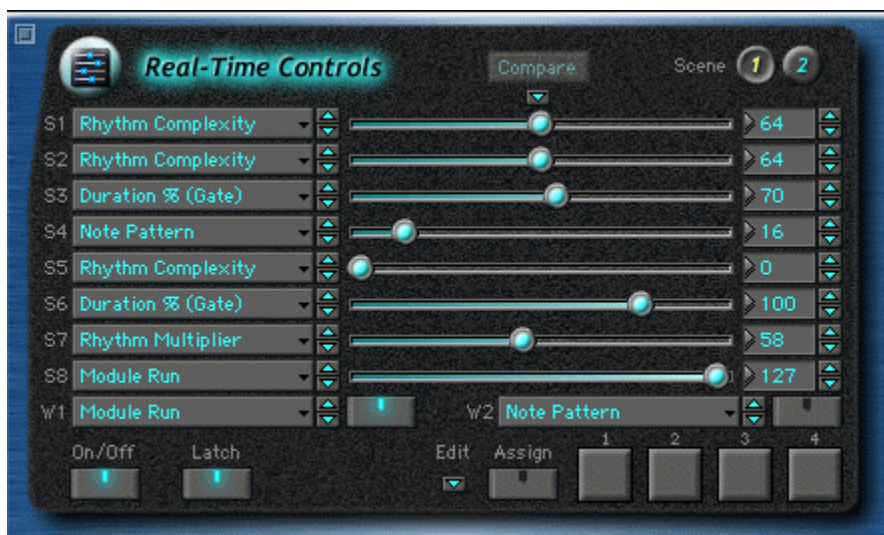 Real-Time Controls Compare Scene 1 2
S1 Rhythm Complexity 64
S2 Rhythm Complexity 64
S3 Duration % (Gate) 70
S4 Note Pattern 16
S5 Rhythm Complexity 0
S6 Duration % (Gate) 100
S7 Rhythm Multiplier 58
S8 Module Run 127
W1 Module Run W2 Note Pattern
On/Off Latch Edit Assign 1 2 3 4